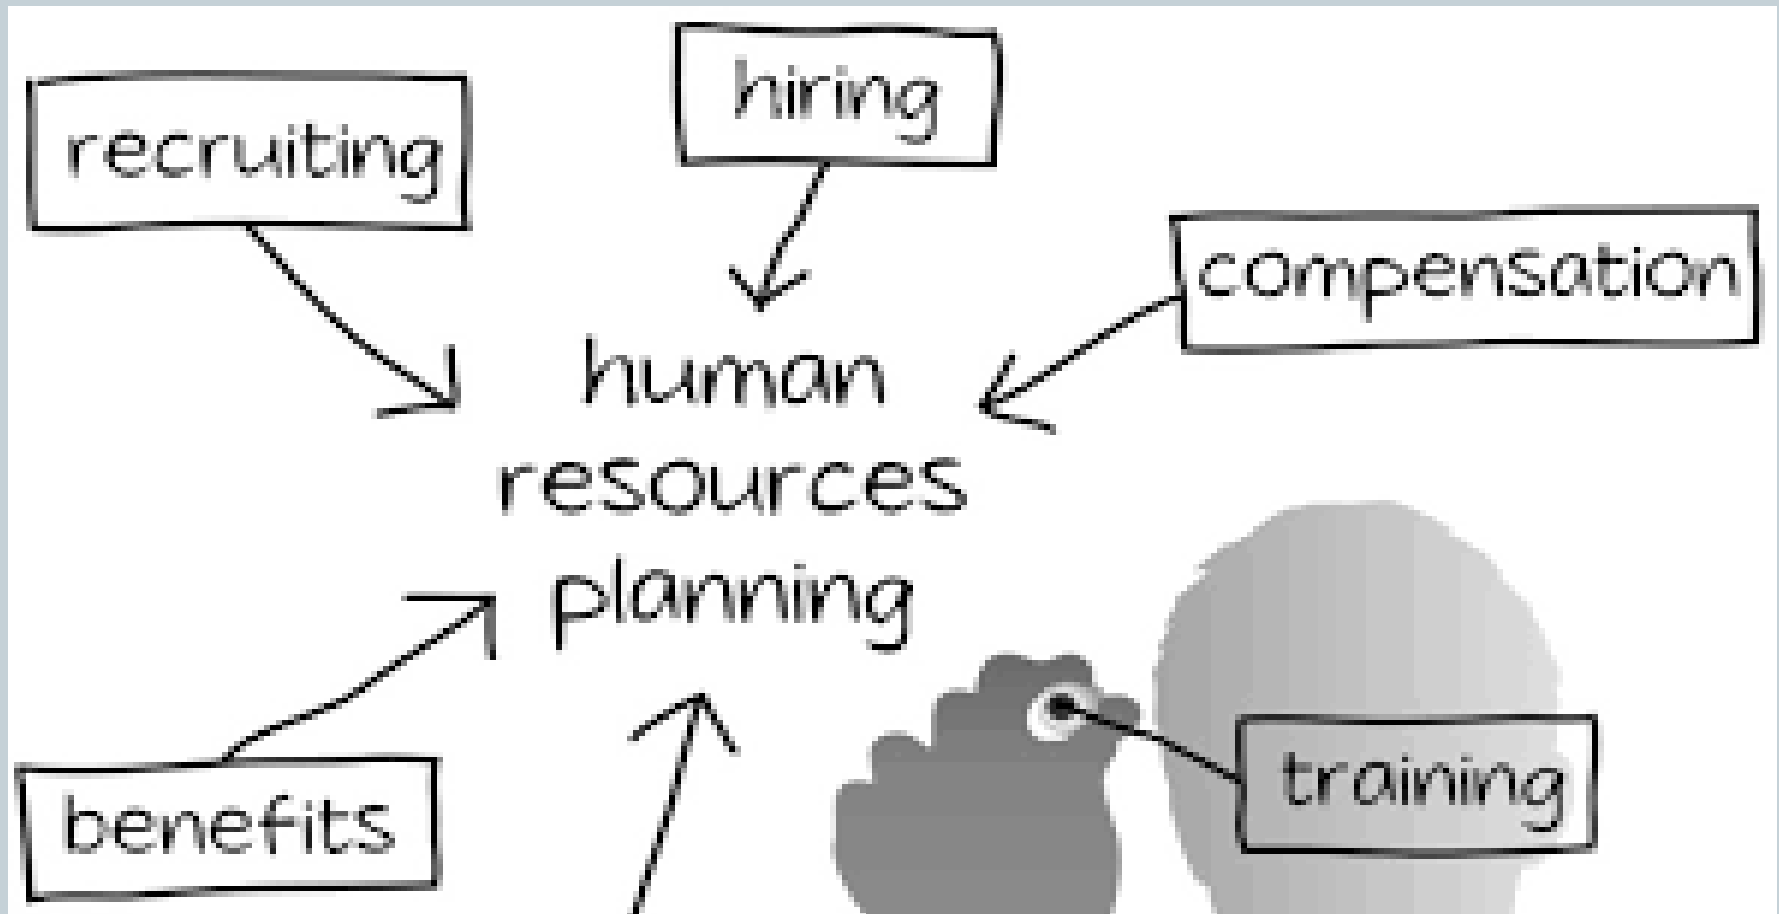 hiring
recruiting
compensation
human
resources
planning
training
benefits